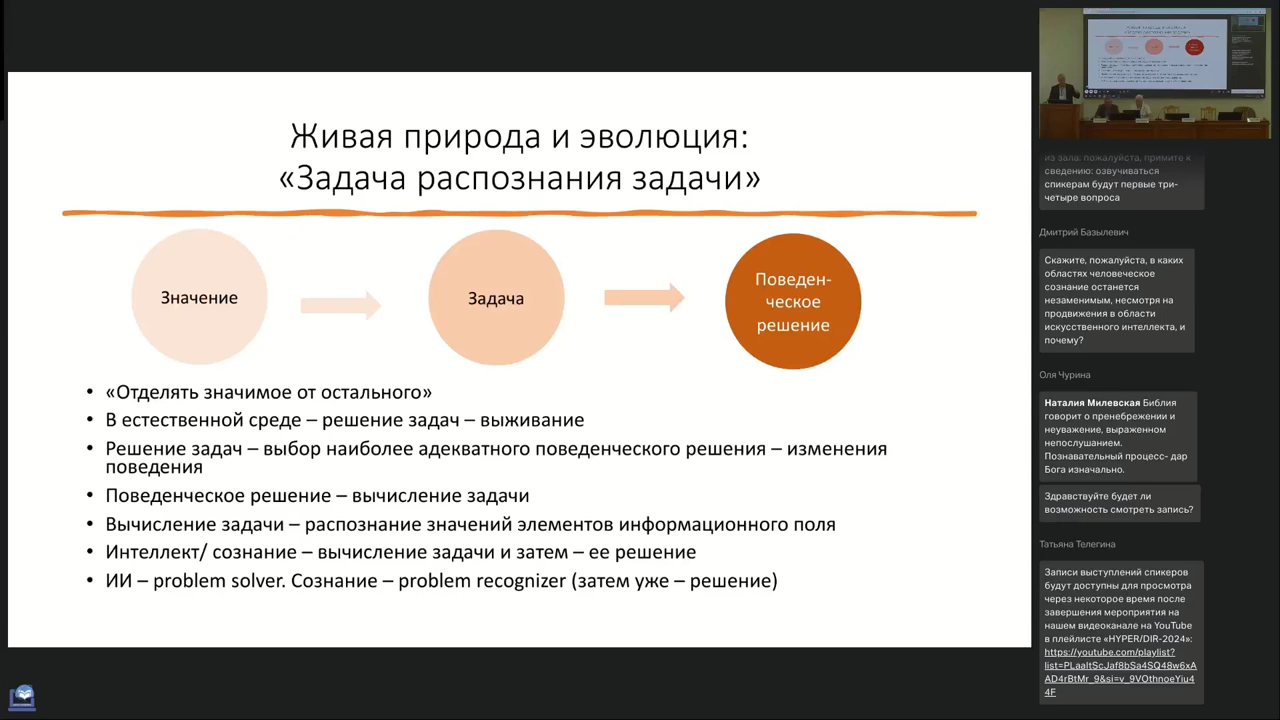 Живая природа и эволюция:
«Задача распознания задачи»
Значение
Задача
Поведен-
ческое
решение
• «Отделять значимое от остального»
• В естественной среде – решение задач – выживание
• Решение задач – выбор наиболее адекватного поведенческого решения – изменения
поведения
• Поведенческое решение – вычисление задачи
• Вычисление задачи – распознание значений элементов информационного поля
• Интеллект/ сознание – вычисление задачи и затем – ее решение
• ИИ – problem solver. Сознание – problem recognizer (затем уже – решение)
из зала: пожалуйста, примите к
сведению: озвучиваться
спикерам будут первые три-
четыре вопроса
Дмитрий Базылевич
Скажите, пожалуйста, в каких
областях человеческое
сознание останется
незаменимым, несмотря на
продвижения в области
искусственного интеллекта, и
почему?
Оля Чурина
Наталия Милевская Библия
говорит о пренебрежении и
неуважение, выраженном
непослушанием.
Познавательный процесс- дар
Бога изначально.
Здравствуйте будет ли
возможность смотреть запись?
Татьяна Телегина
Записи выступлений спикеров
будут доступны для просмотра
через некоторое время после
завершения мероприятия на
нашем видеоканале на YouTube
в плейлисте «HYPER/DIR-2024»:
https://youtube.com/playlist?
list=PLaaItScJaf8bSa4SQ48w6xA
AD4rBtMr_9&si=v_9VOthnoeYiu4
4F